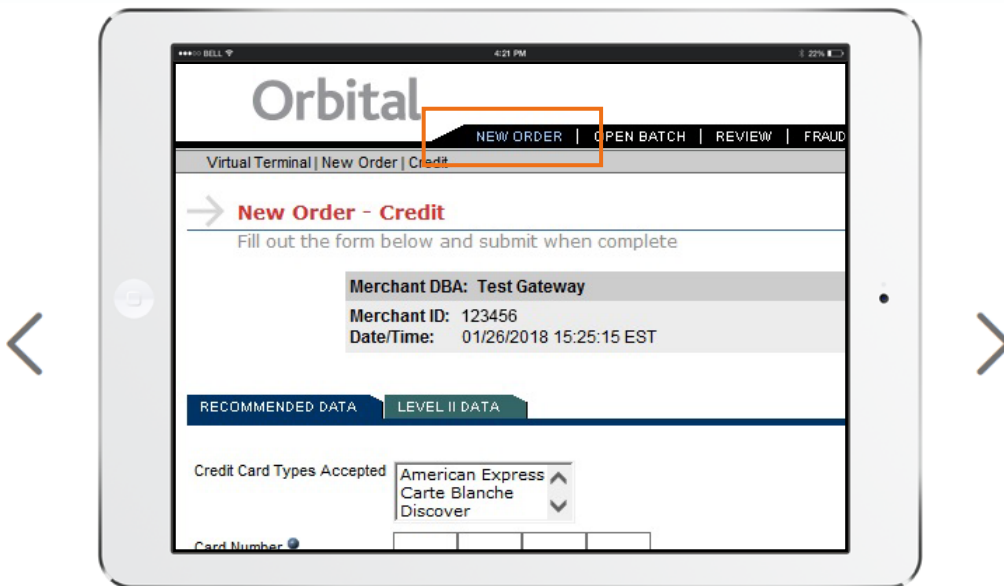 BELL 4:21 PM 22%
Orbital
NEW ORDER | OPEN BATCH | REVIEW | FRAUD
Virtual Terminal | New Order | Credit
New Order - Credit
Fill out the form below and submit when complete
Merchant DBA: Test Gateway
Merchant ID: 123456
Date/Time: 01/26/2018 15:25:15 EST
RECOMMENDED DATA LEVEL II DATA
Credit Card Types Accepted
American Express
Carte Blanche
Discover
Card Number